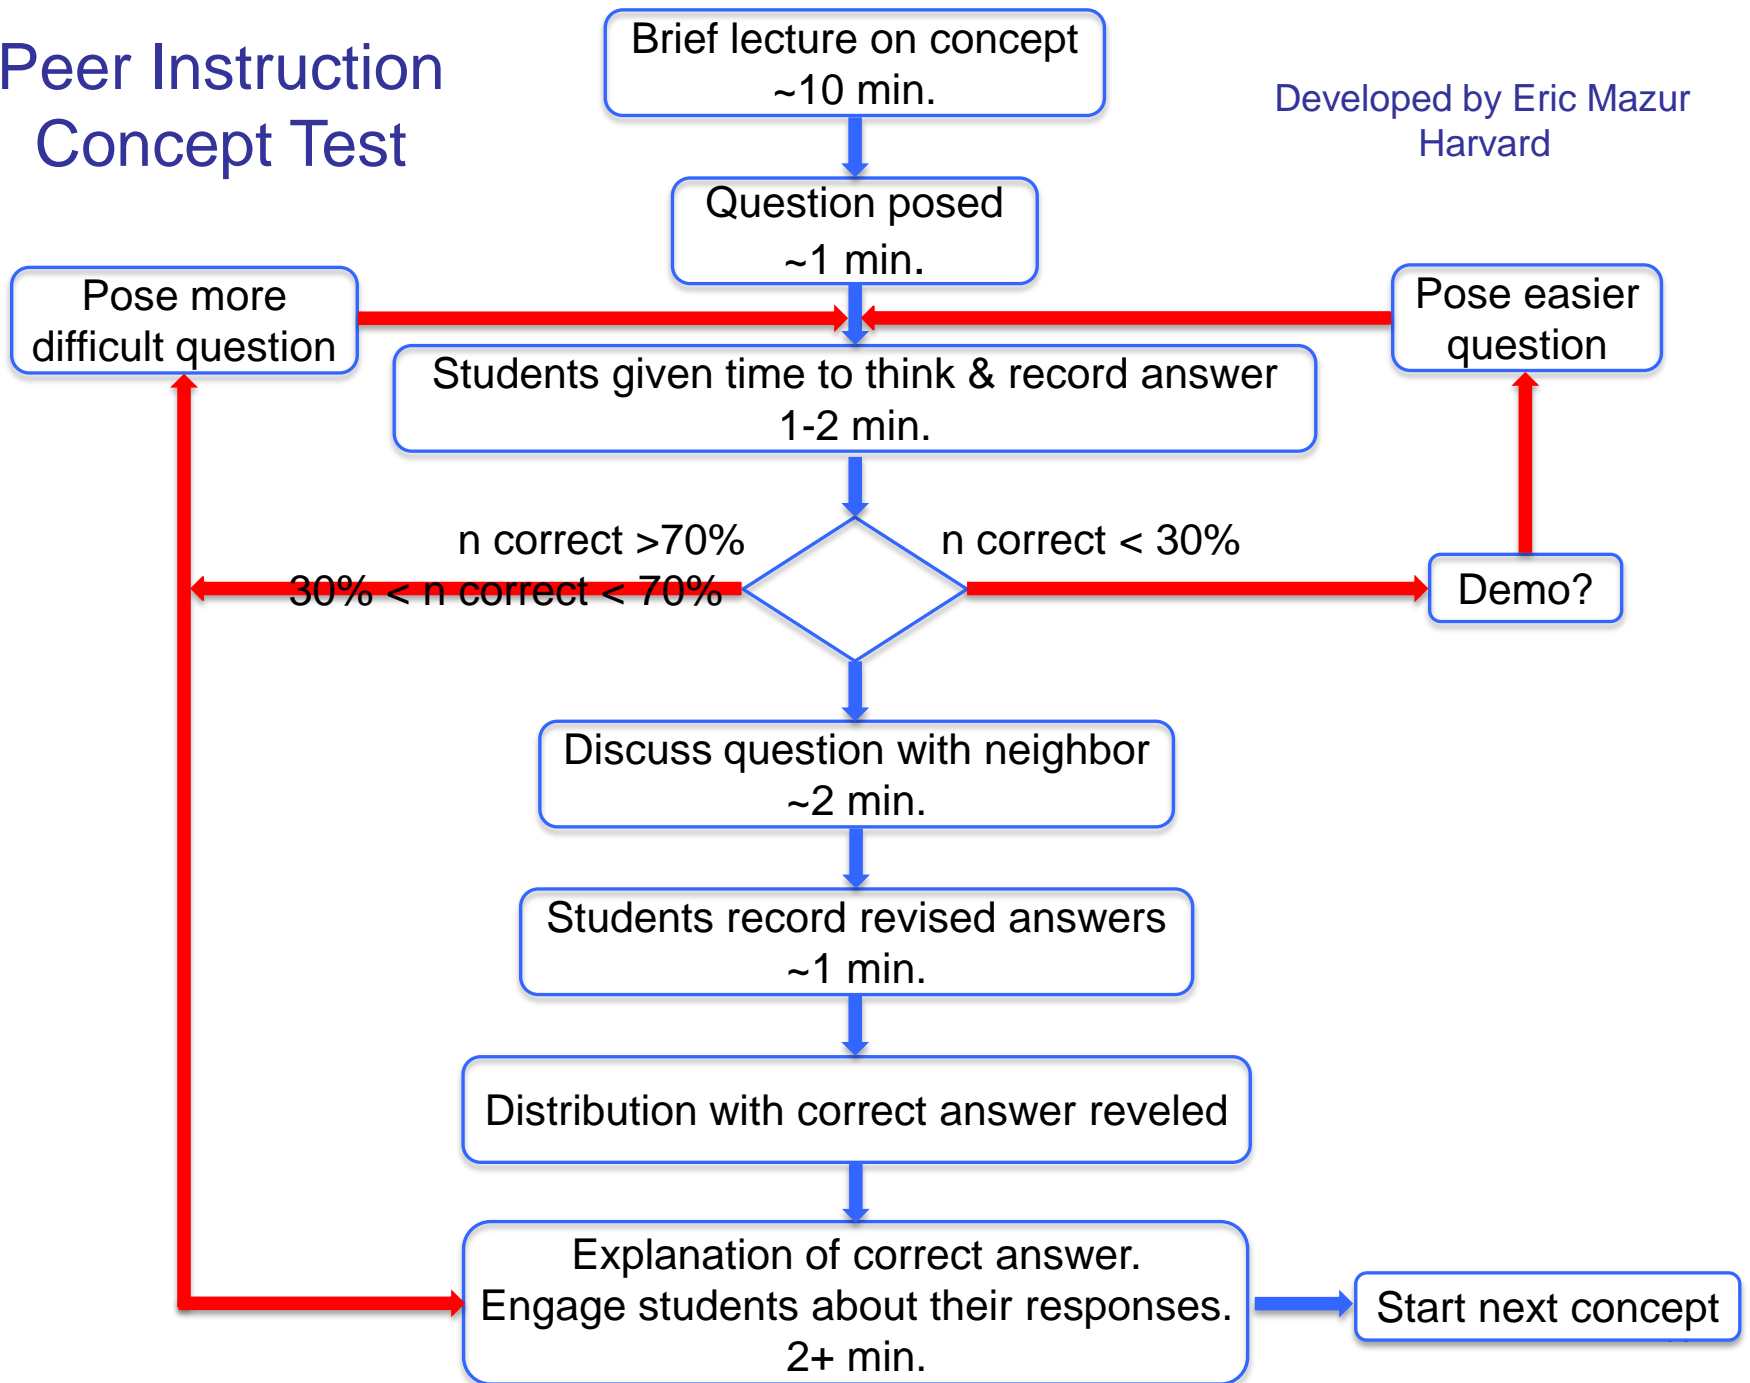 Peer Instruction
Concept Test
Brief lecture on concept
~10 min.
Developed by Eric Mazur
Harvard
Question posed
~1 min.
Pose more
difficult question
Pose easier
question
Students given time to think & record answer
1-2 min.
n correct >70%
n correct < 30%
30% < n correct < 70%
Demo?
Discuss question with neighbor
~2 min.
Students record revised answers
~1 min.
Distribution with correct answer reveled
Explanation of correct answer.
Engage students about their responses.
2+ min.
Start next concept